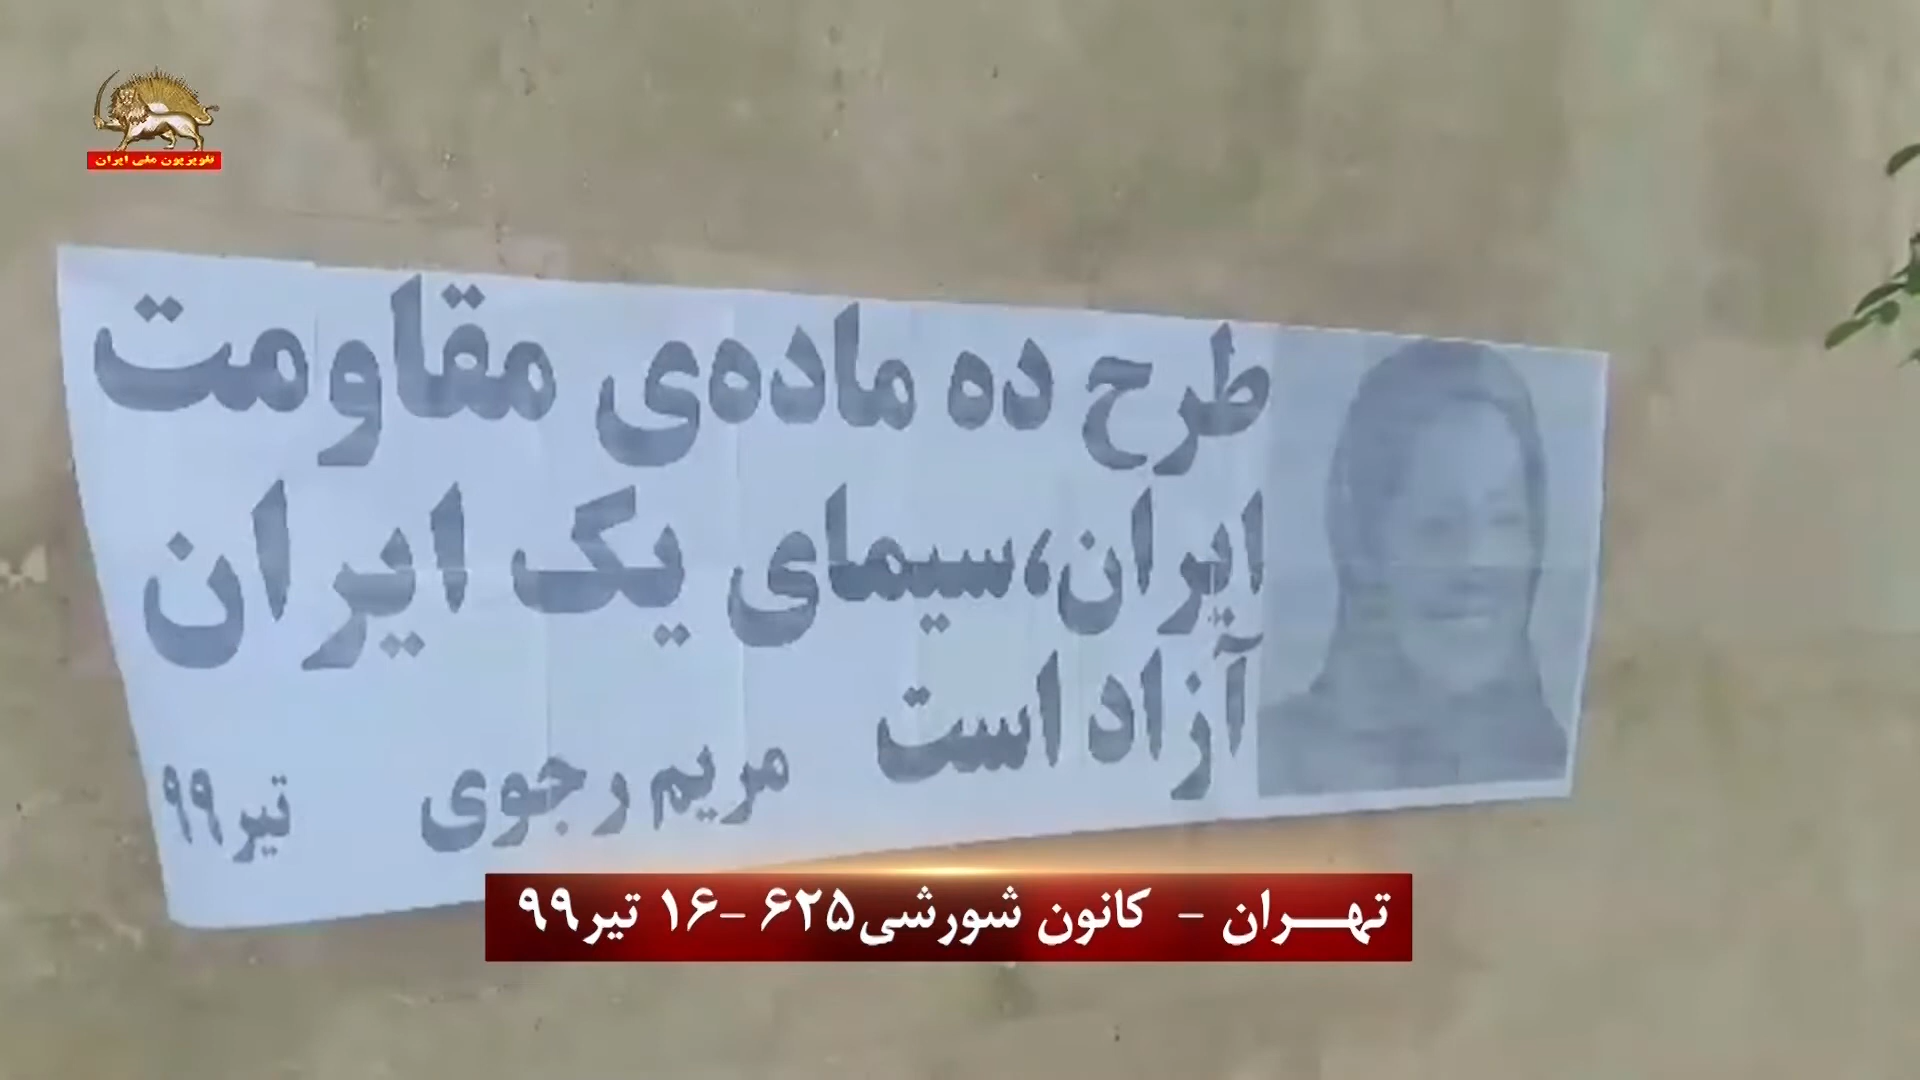 تلویزیون ملی ایران
طرح ده ماده‌ی مقاومت
ایران،سیمای یک ایران
آزاد است
مریم رجوی
تیر۹۹
تهـران - کانون شورشی۶۲۵ -۱۶ تیر۹۹